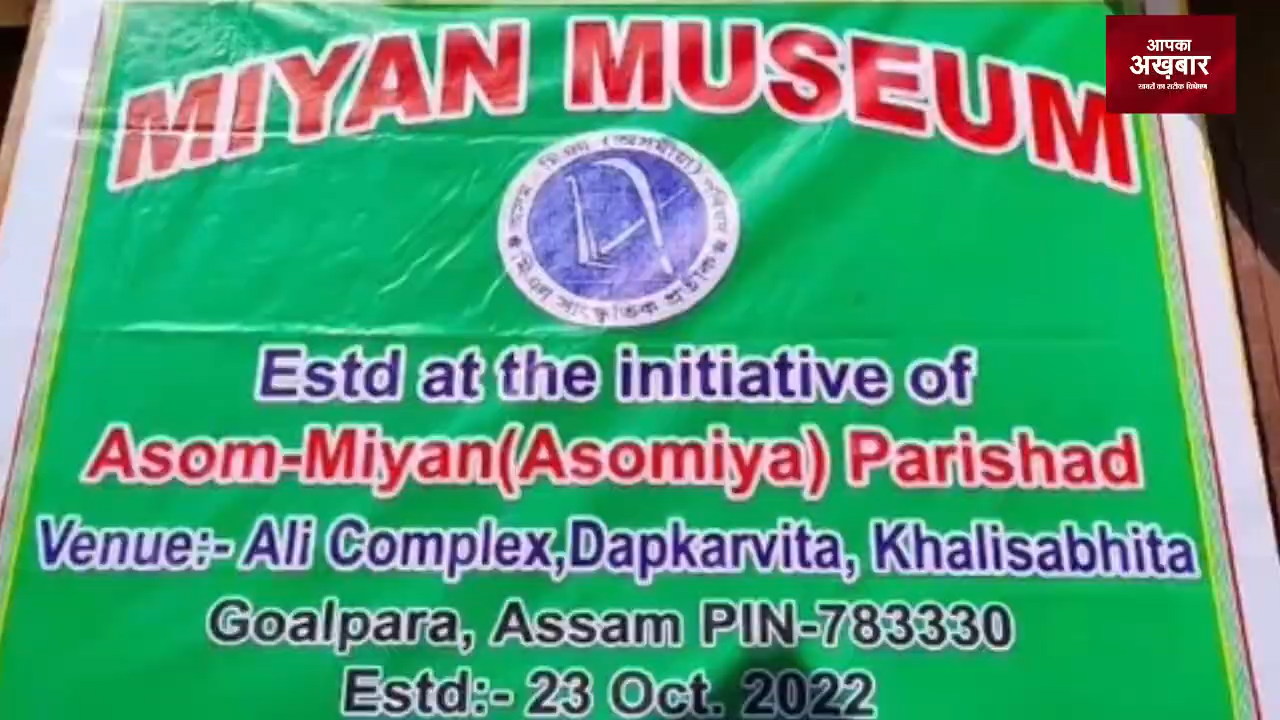 MIYAN MUSEUM
আপका
अख़बार
Estd at the initiative of
Asom-Miyan(Asomiya) Parishad
Venue:- Ali Complex,Dapkarvita, Khalisabhita
Goalpara, Assam PIN-783330
Estd:- 23 Oct. 2022